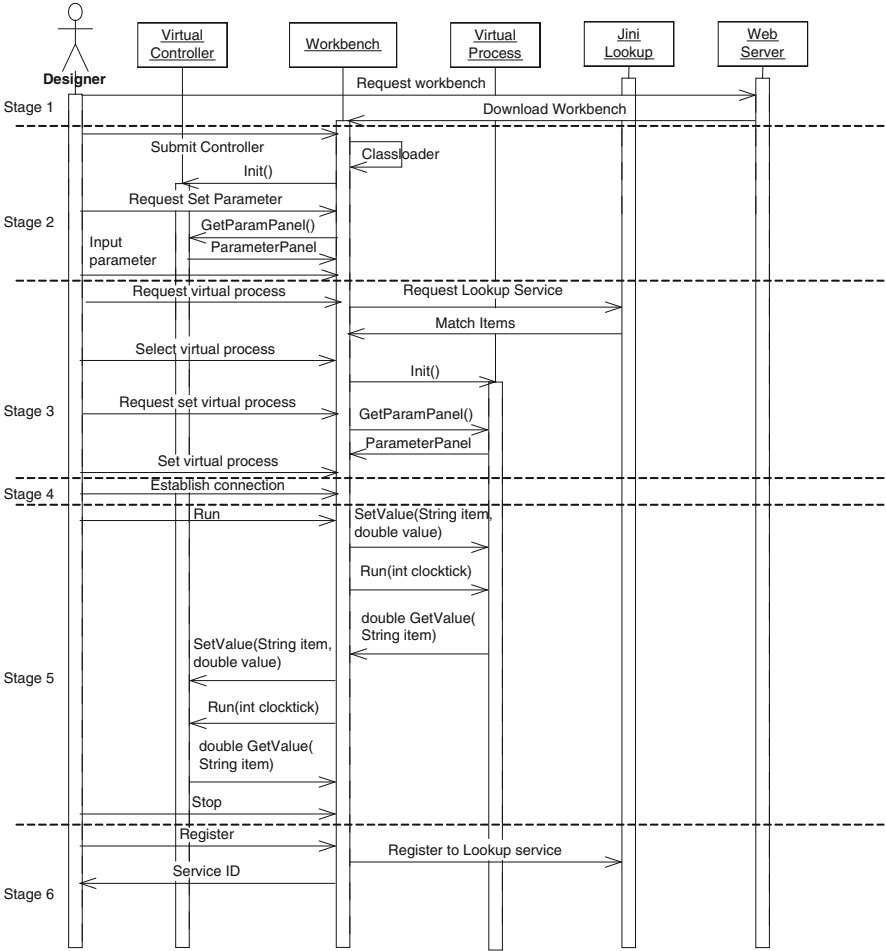 Virtual
Controller
Workbench
Virtual
Process
Jini
Lookup
Web
Server
Designer
Request workbench
Stage 1
Download Workbench
Submit Controller
Classloader
Init()
Request Set Parameter
Stage 2
GetParamPanel()
Input
parameter
ParameterPanel
Request virtual process
Request Lookup Service
Match Items
Select virtual process
Init()
Stage 3
Request set virtual process
GetParamPanel()
ParameterPanel
Set virtual process
Stage 4
Establish connection
Run
SetValue(String item,
double value)
Run(int clocktick)
double GetValue(
String item)
SetValue(String item,
double value)
Stage 5
Run(int clocktick)
double GetValue(
String item)
Stop
Register
Register to Lookup service
Service ID
Stage 6